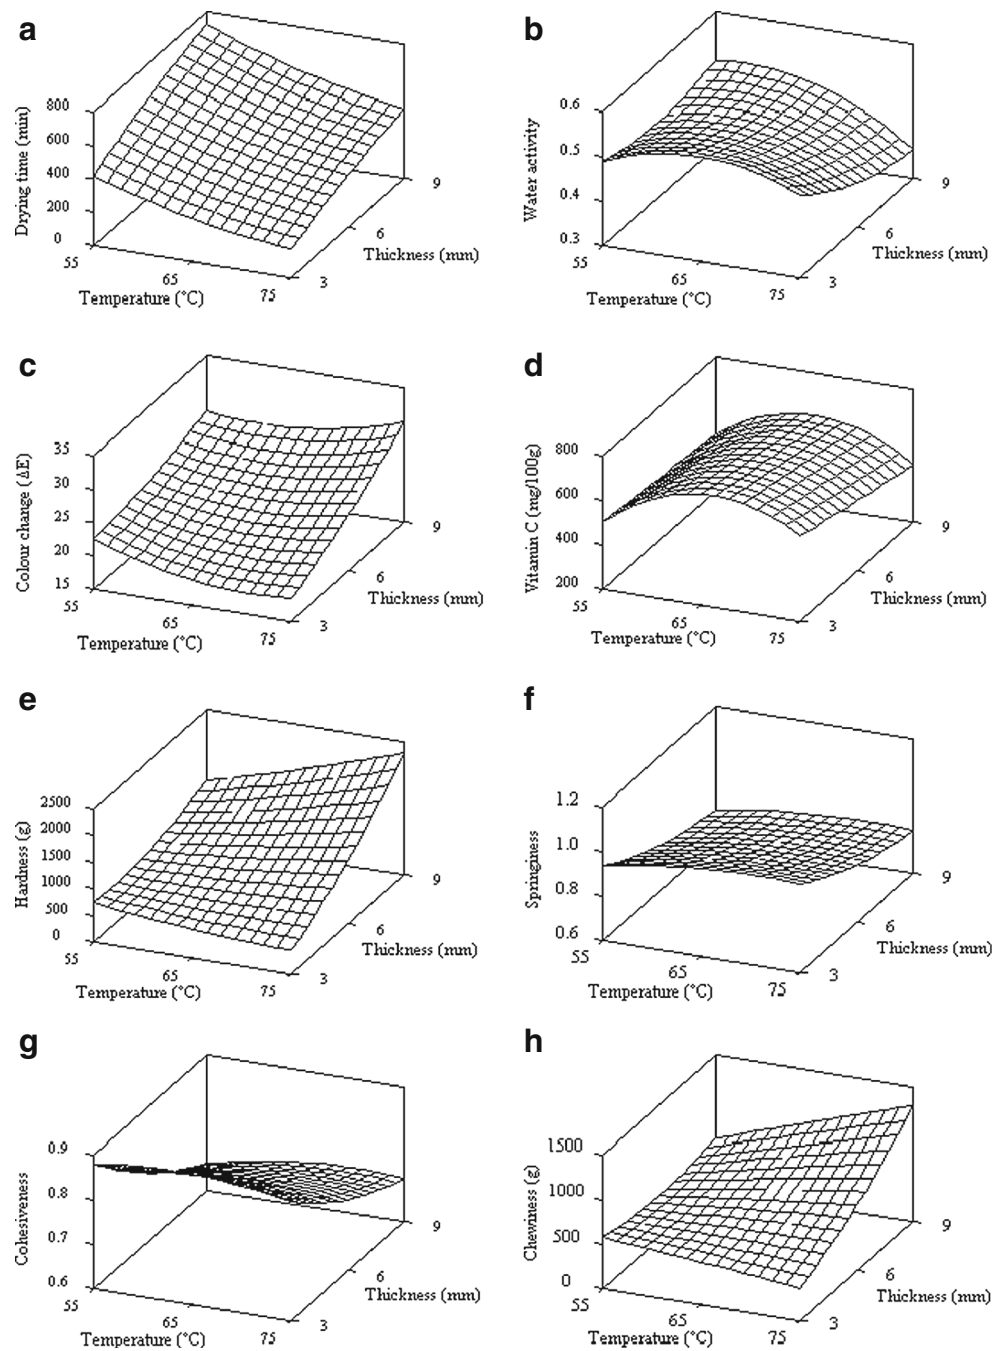 a
Drying time (min)
800
600
400
200
0
55
65
75
Temperature (°C)
3
6
9
Thickness (mm)
b
Water activity
0.6
0.5
0.4
0.3
55
65
75
Temperature (°C)
3
6
9
Thickness (mm)
c
Colour change (ΔE)
35
30
25
20
15
55
65
75
Temperature (°C)
3
6
9
Thickness (mm)
d
Vitamin C (mg/100g)
800
600
400
200
55
65
75
Temperature (°C)
3
6
9
Thickness (mm)
e
Hardness (g)
2500
2000
1500
1000
500
0
55
65
75
Temperature (°C)
3
6
9
Thickness (mm)
f
Springiness
1.2
1.0
0.8
0.6
55
65
75
Temperature (°C)
3
6
9
Thickness (mm)
g
Cohesiveness
0.9
0.8
0.7
0.6
55
65
75
Temperature (°C)
3
6
9
Thickness (mm)
h
Chewiness (g)
1500
1000
500
0
55
65
75
Temperature (°C)
3
6
9
Thickness (mm)